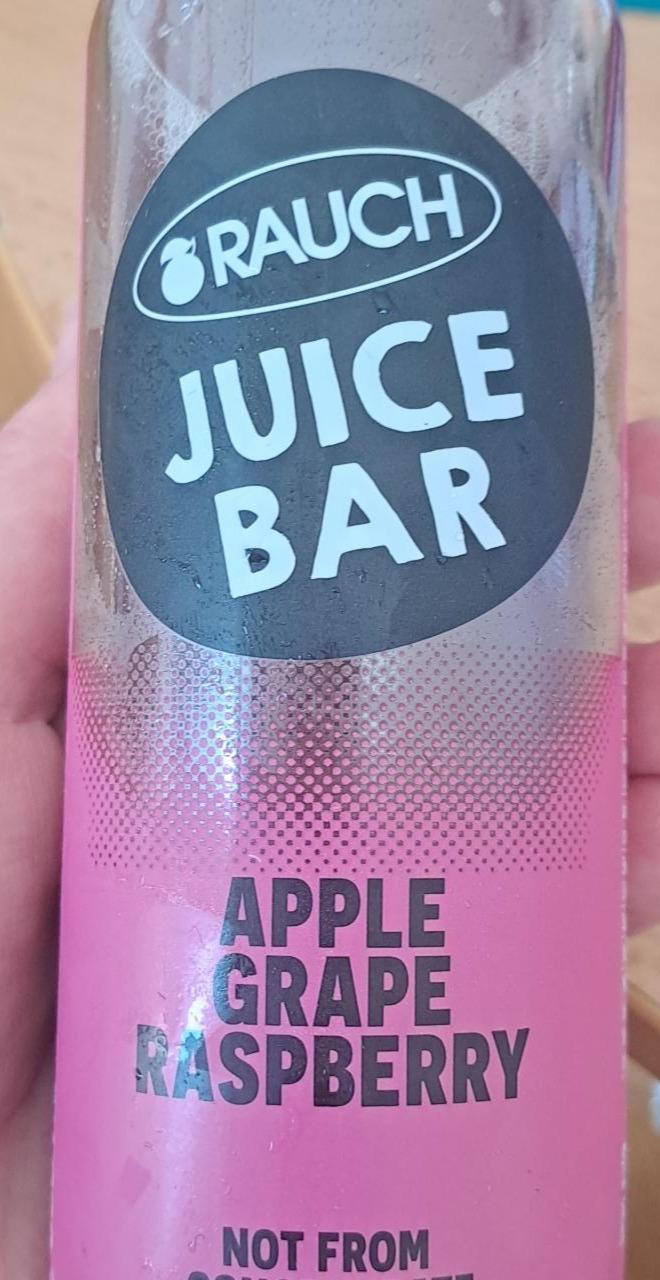 RAUCH
JUICE
BAR
APPLE
GRAPE
RASPBERRY
NOT FROM